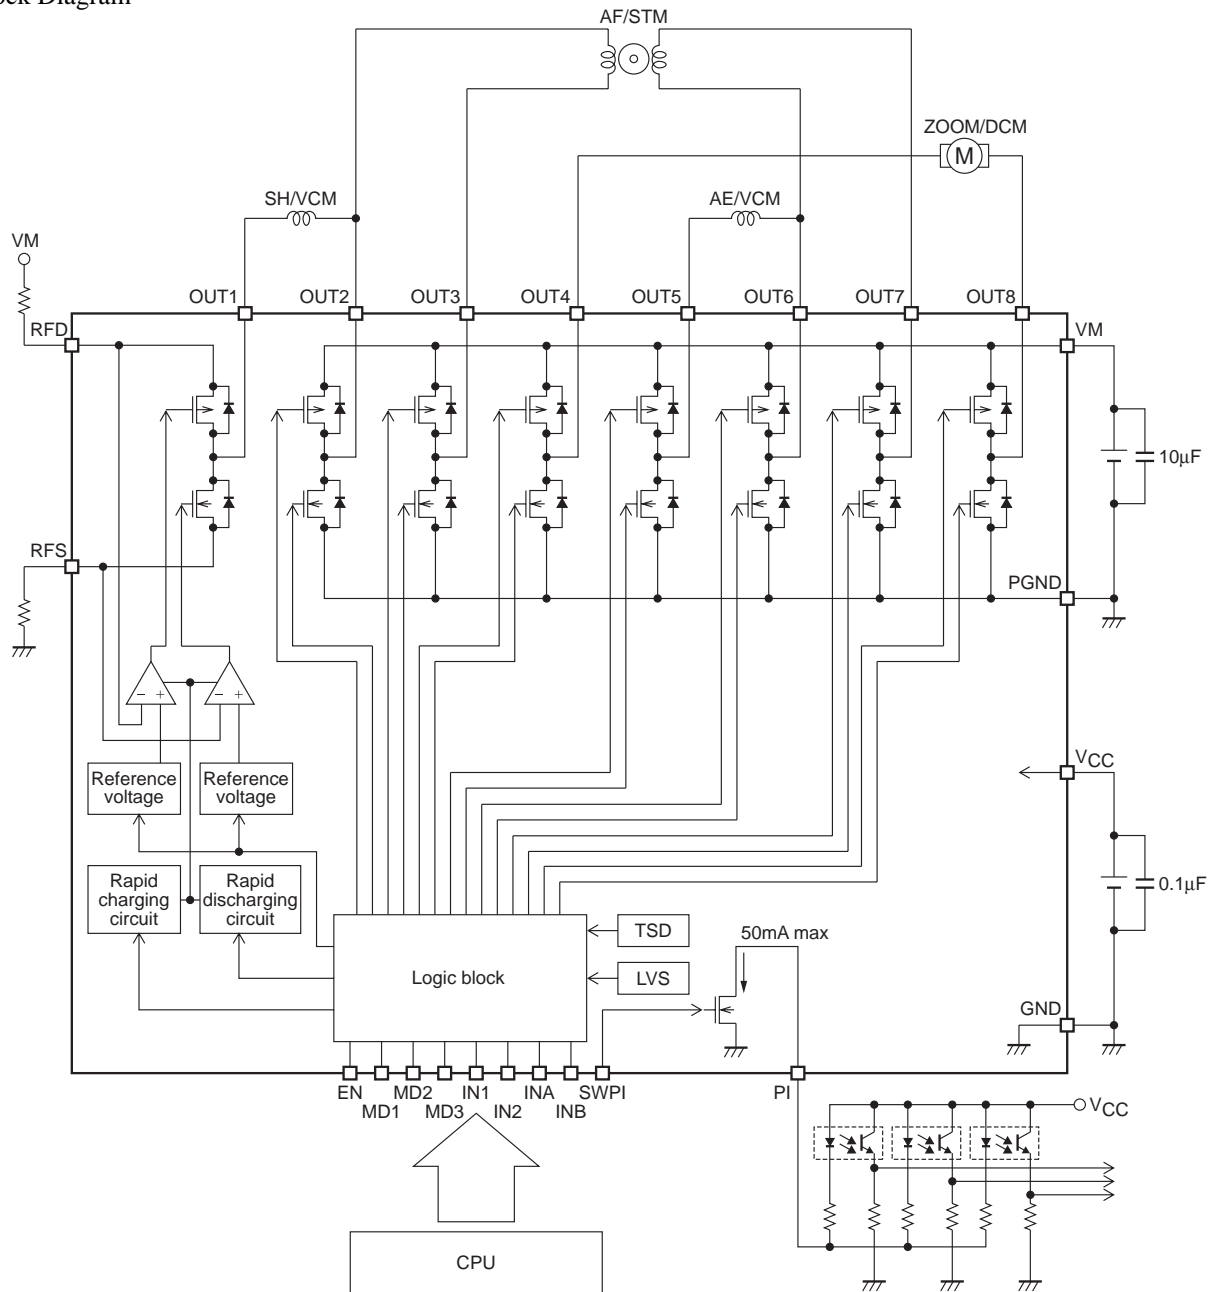 ock Diagram
AF/STM
ZOOM/DCM
M
SH/VCM
AE/VCM
VM
OUT1
OUT2
OUT3
OUT4
OUT5
OUT6
OUT7
OUT8
RFD
VM
10µF
RFS
PGND
- +
- +
VCC
Reference
voltage
Reference
voltage
Rapid
charging
circuit
Rapid
discharging
circuit
0.1µF
TSD
50mA max
Logic block
LVS
GND
EN
MD1
MD2
MD3
IN1
IN2
INA
INB
SWPI
PI
VCC
CPU